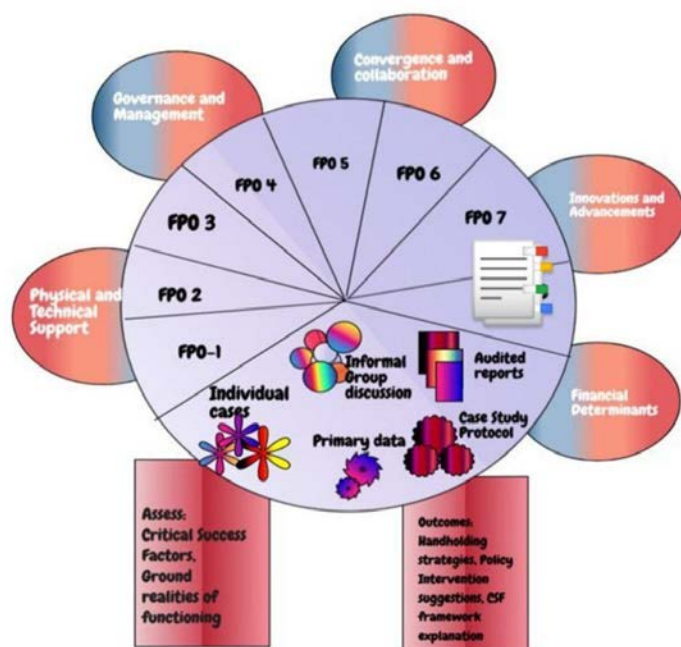 Convergence and
collaboration
Governance and
Management
FPO 5
FPO 4
FPO 6
FPO 3
FPO 7
Innovations and
Advancements
Physical and
Technical
Support
FPO 2
FPO-1
Informal
Group
discussion
Audited
reports
Individual
cases
Financial
Determinants
Primary data
Case Study
Protocol
Assess:
Critical Success
Factors,
Ground
realities of
functioning
Outcomes:
Handholding
strategies, Policy
Intervention
suggestions, CSF
framework
explanation